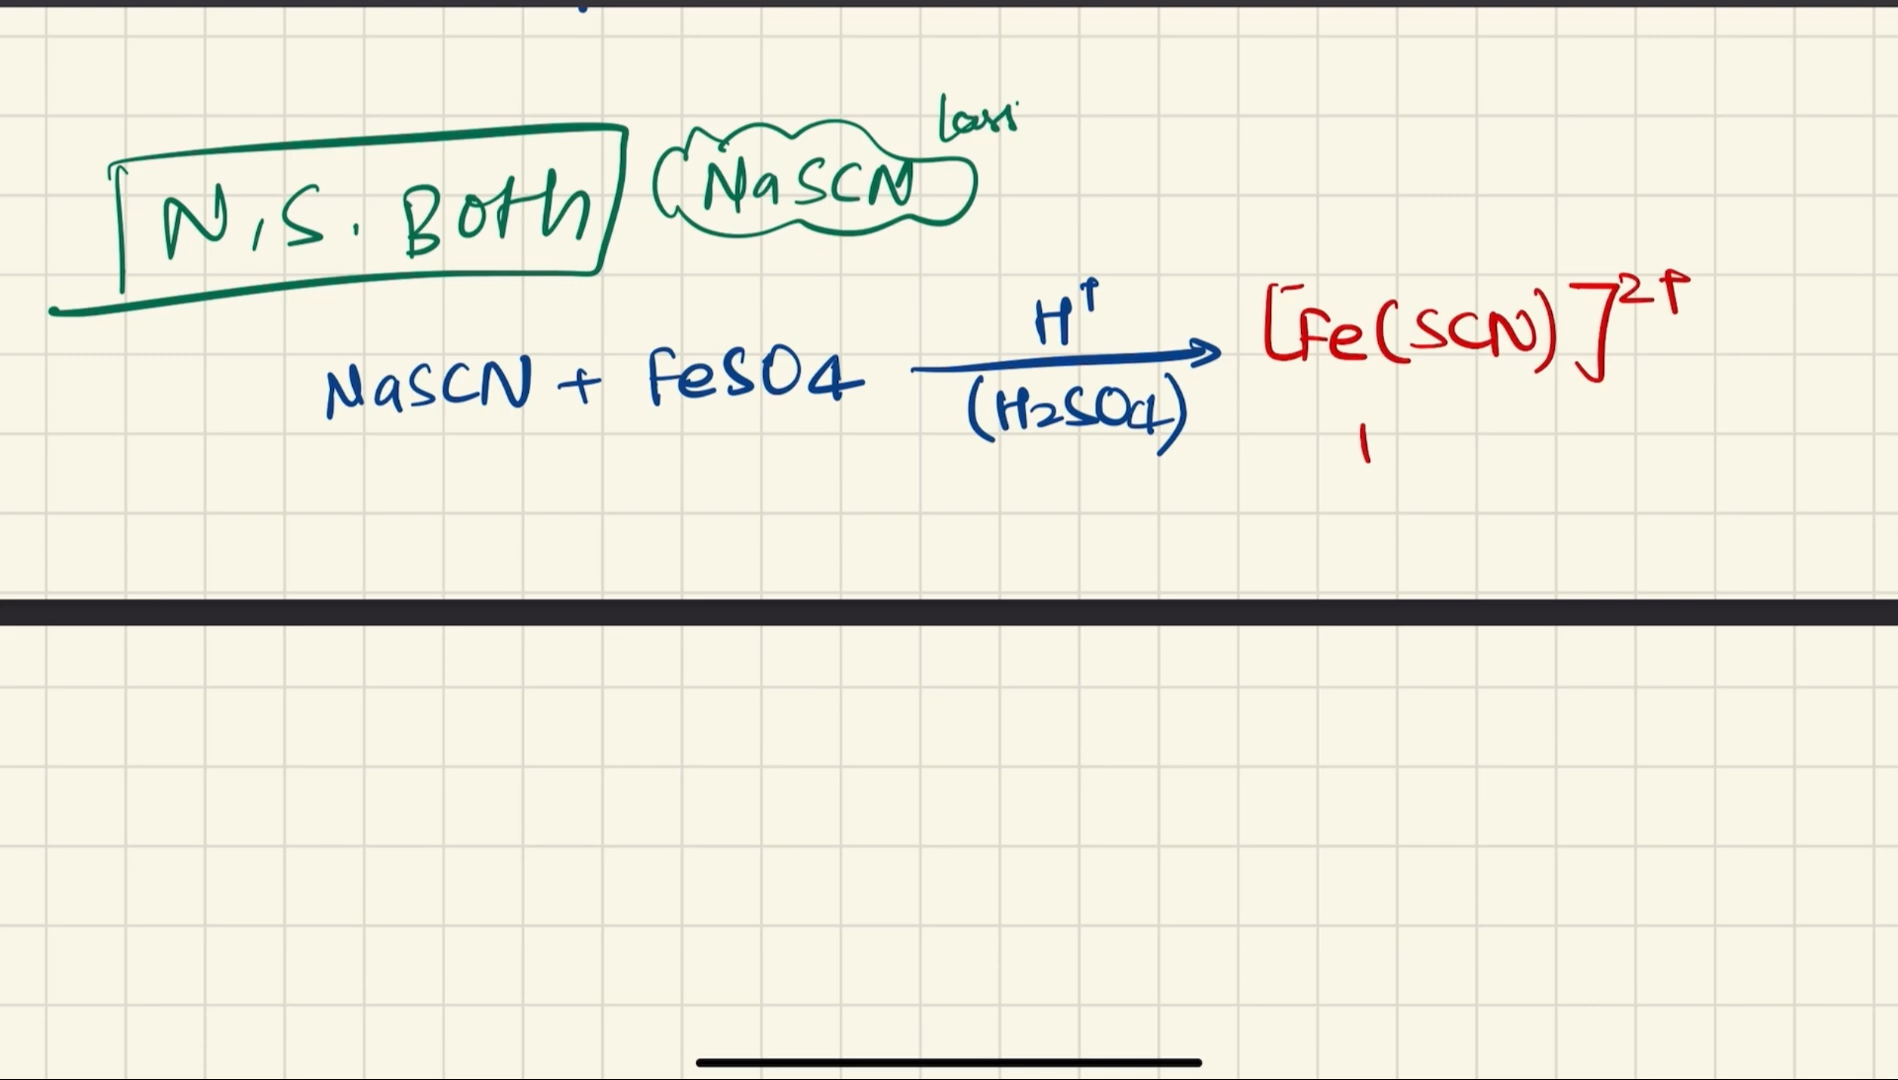 N, S. Both NaSCN
NaSCN + FeSO4 H+ (H2SO4) → [Fe(SCN)]2+